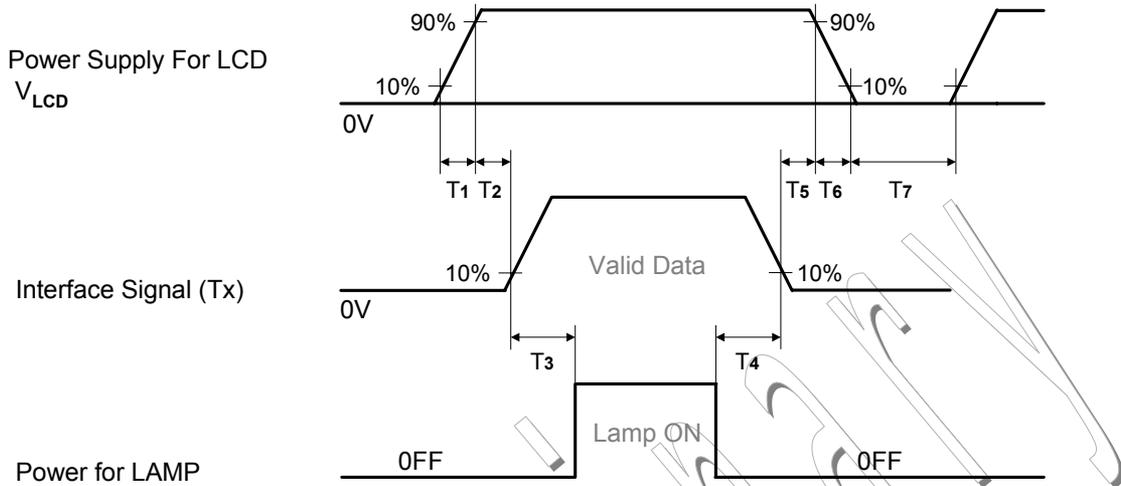 90%
90%
Power Supply For LCD
VLCD
10%
10%
0V
T1 T2
T5 T6 T7
Valid Data
10%
10%
Interface Signal (Tx)
0V
T3
T4
Lamp ON
0FF
0FF
Power for LAMP